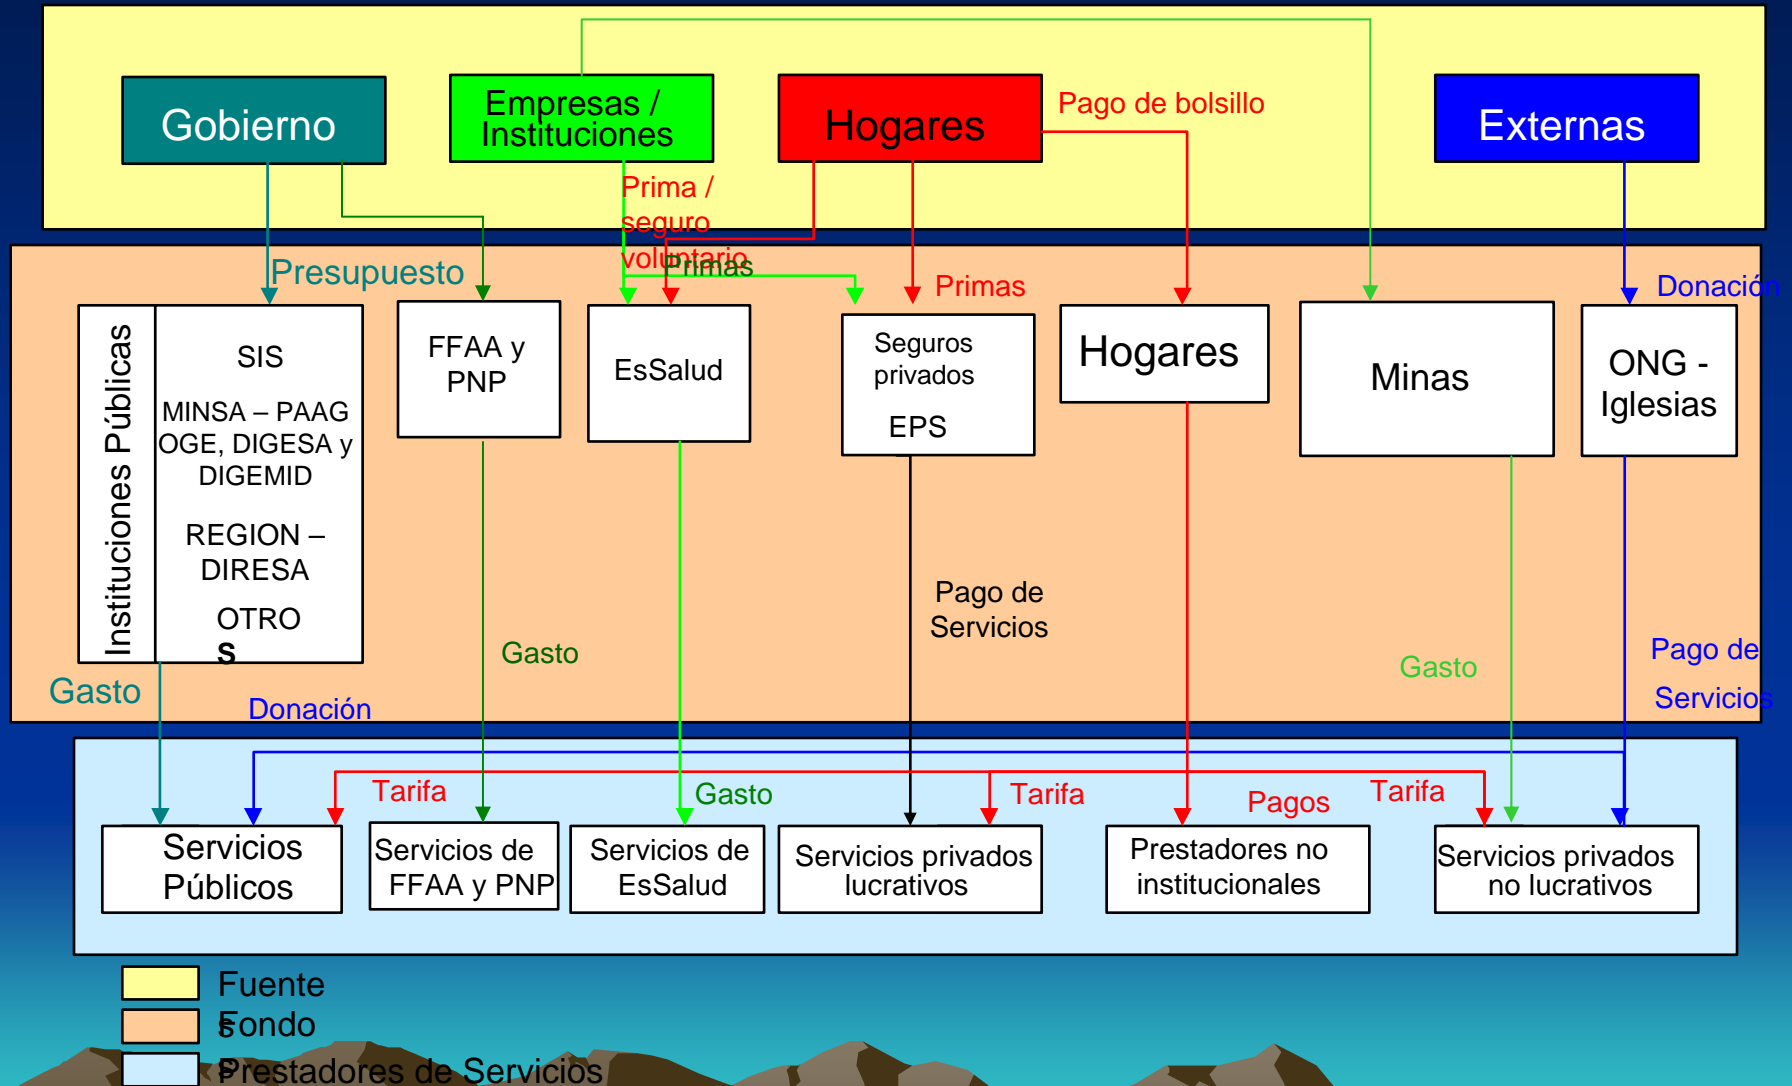 Gobierno
Empresas /
Instituciones
Hogares
Pago de bolsillo
Externas
Prima /
seguro
voluntario
Primas
Presupuesto
Primas
Donación
Instituciones Públicas
SIS
MINSA – PAAG
OGE, DIGESA y
DIGEMID
REGION –
DIRESA
OTRO
S
FFAA y
PNP
EsSalud
Seguros
privados
EPS
Hogares
Minas
ONG -
Iglesias
Pago de
Servicios
Gasto
Gasto
Pago de
Servicios
Gasto
Donación
Tarifa
Gasto
Tarifa
Pagos
Tarifa
Servicios
Públicos
Servicios de
FFAA y PNP
Servicios de
EsSalud
Servicios privados
lucrativos
Prestadores no
institucionales
Servicios privados
no lucrativos
Fuente
s
Fondo
s
Prestadores de Servicios